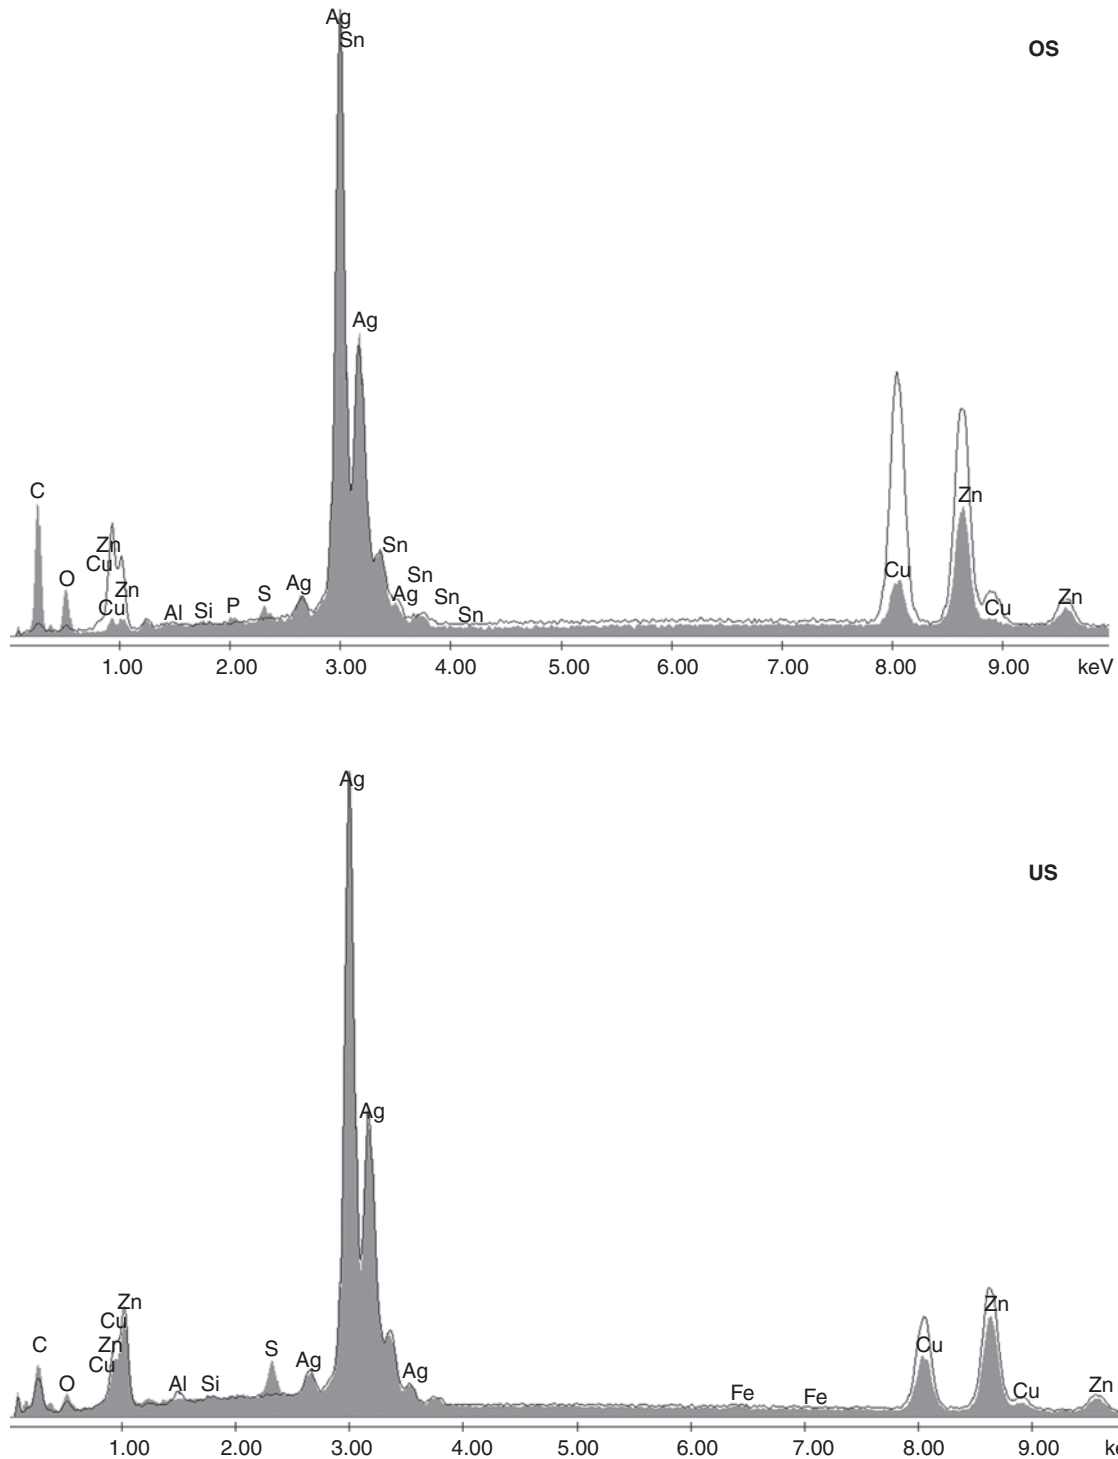 Ag
Sn
OS
Ag
C
Zn
Cu
O
Zn
Cu
Al
Si
P
S
Ag
Sn
Sn
Ag
Sn
Sn
Zn
Cu
Cu
Zn
1.00 2.00 3.00 4.00 5.00 6.00 7.00 8.00 9.00 keV
Ag
US
Ag
Zn
Cu
Zn
Cu
C
O
Al
Si
S
Ag
Ag
Fe
Fe
Zn
Cu
Cu
Zn
1.00 2.00 3.00 4.00 5.00 6.00 7.00 8.00 9.00